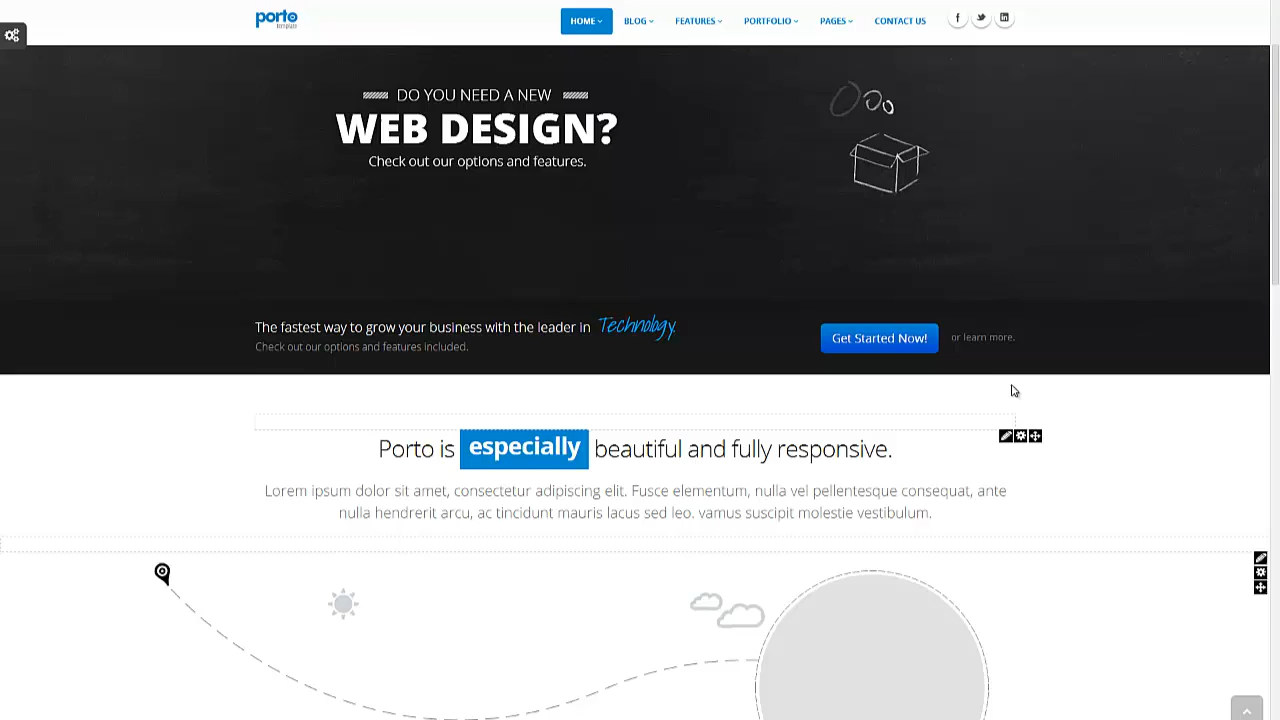 porto
template
HOME BLOG FEATURES PORTFOLIO PAGES CONTACT US
DO YOU NEED A NEW
WEB DESIGN?
Check out our options and features.
The fastest way to grow your business with the leader in Technology.
Check out our options and features included.
Get Started Now! or learn more.
Porto is especially beautiful and fully responsive.
Lorem ipsum dolor sit amet, consectetur adipiscing elit. Fusce elementum, nulla vel pellentesque consequat, ante
nulla hendrerit arcu, ac tincidunt mauris lacus sed leo. vamus suscipit molestie vestibulum.